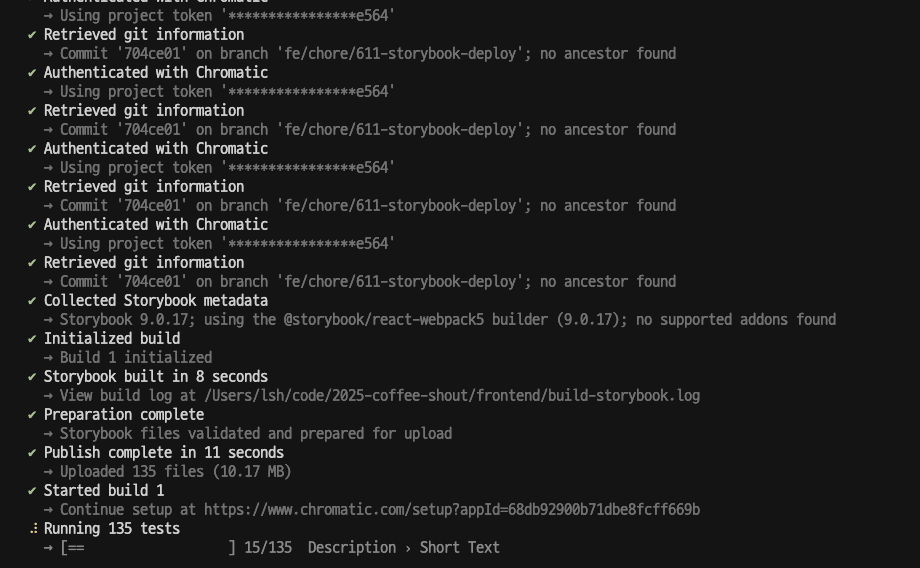 Authenticated with Chromatic
→ Using project token '****************e564'
✔ Retrieved git information
→ Commit '704ce01' on branch 'fe/chore/611-storybook-deploy'; no ancestor found
✔ Authenticated with Chromatic
→ Using project token '****************e564'
✔ Retrieved git information
→ Commit '704ce01' on branch 'fe/chore/611-storybook-deploy'; no ancestor found
✔ Authenticated with Chromatic
→ Using project token '****************e564'
✔ Retrieved git information
→ Commit '704ce01' on branch 'fe/chore/611-storybook-deploy'; no ancestor found
✔ Authenticated with Chromatic
→ Using project token '****************e564'
✔ Retrieved git information
→ Commit '704ce01' on branch 'fe/chore/611-storybook-deploy'; no ancestor found
✔ Collected Storybook metadata
→ Storybook 9.0.17; using the @storybook/react-webpack5 builder (9.0.17); no supported addons found
✔ Initialized build
→ Build 1 initialized
✔ Storybook built in 8 seconds
→ View build log at /Users/lsh/code/2025-coffee-shout/frontend/build-storybook.log
✔ Preparation complete
→ Storybook files validated and prepared for upload
✔ Publish complete in 11 seconds
→ Uploaded 135 files (10.17 MB)
✔ Started build 1
→ Continue setup at https://www.chromatic.com/setup?appId=68db92900b71dbe8fcff669b
⠼ Running 135 tests
→ [==                  ] 15/135  Description › Short Text